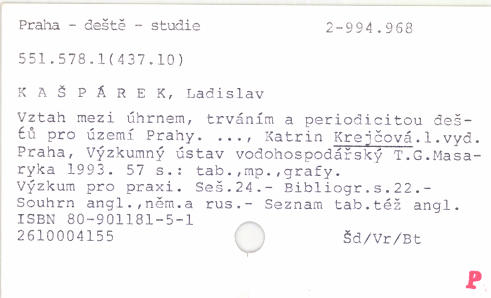 Praha - deště - studie
2-994.968
551.578.1(437.10)
K A Š P Á R E K, Ladislav
Vztah mezi úhrnem, trváním a periodicitou deš-
ťů pro území Prahy. ..., Katrin Krejčová.1.vyd.
Praha, Výzkumný ústav vodohospodářský T.G.Masa-
ryka 1993. 57 s.: tab.,mp.,grafy.
Výzkum pro praxi. Seš.24.- Bibliogr.s.22.-
Souhrn angl.,něm.a rus.- Seznam tab.též angl.
ISBN 80-901181-5-1
2610004155
Šd/Vr/Bt
P